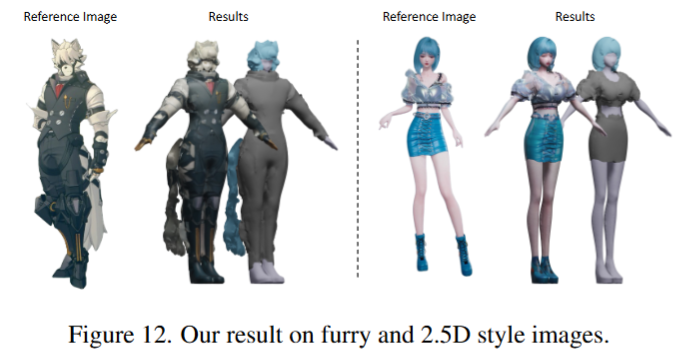 Reference Image Results Reference Image Results
Figure 12. Our result on furry and 2.5D style images.